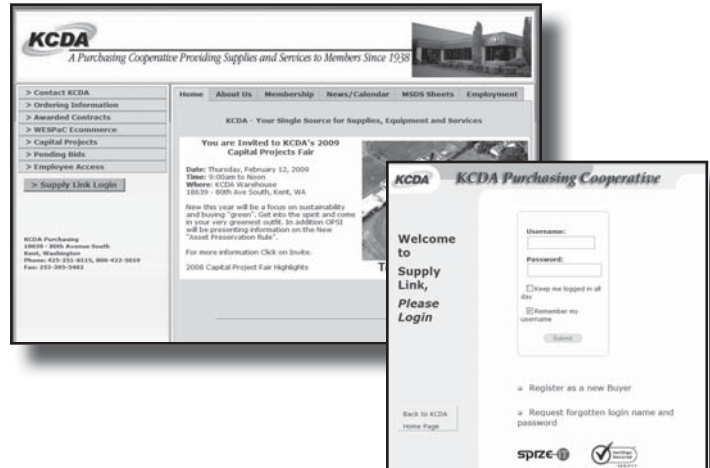 KCDA
A Purchasing Cooperative Providing Supplies and Services to Members Since 1938
> Contact KCDA
> Ordering Information
> Awarded Contracts
> WESPaC Ecommerce
> Capital Projects
> Pending Bids
> Employee Access
> Supply Link Login
KCDA Purchasing
18639 - 80th Avenue South
Kent, Washington
Phone: 425-251-8115, 800-422-5019
Fax: 253-395-5402
Home About Us Membership News/Calendar MSDS Sheets Employment
KCDA - Your Single Source for Supplies, Equipment and Services
You are Invited to KCDA's 2009
Capital Projects Fair
Date: Thursday, February 12, 2009
Time: 9:00am to Noon
Where: KCDA Warehouse
18639 - 80th Ave South, Kent, WA
New this year will be a focus on sustainability
and buying "green". Get into the spirit and come
in your very greenest outfit. In addition OPSI
will be presenting information on the New
"Asset Preservation Rule".
For more information Click on Invite.
2008 Capital Project Fair Highlights
KCDA KCDA Purchasing Cooperative
Welcome
to
Supply
Link,
Please
Login
Username:
Password:
Keep me logged in all
day
Remember my
username
Submit
Register as a new Buyer
Request forgotten login name and
password
Back to KCDA
Home Page